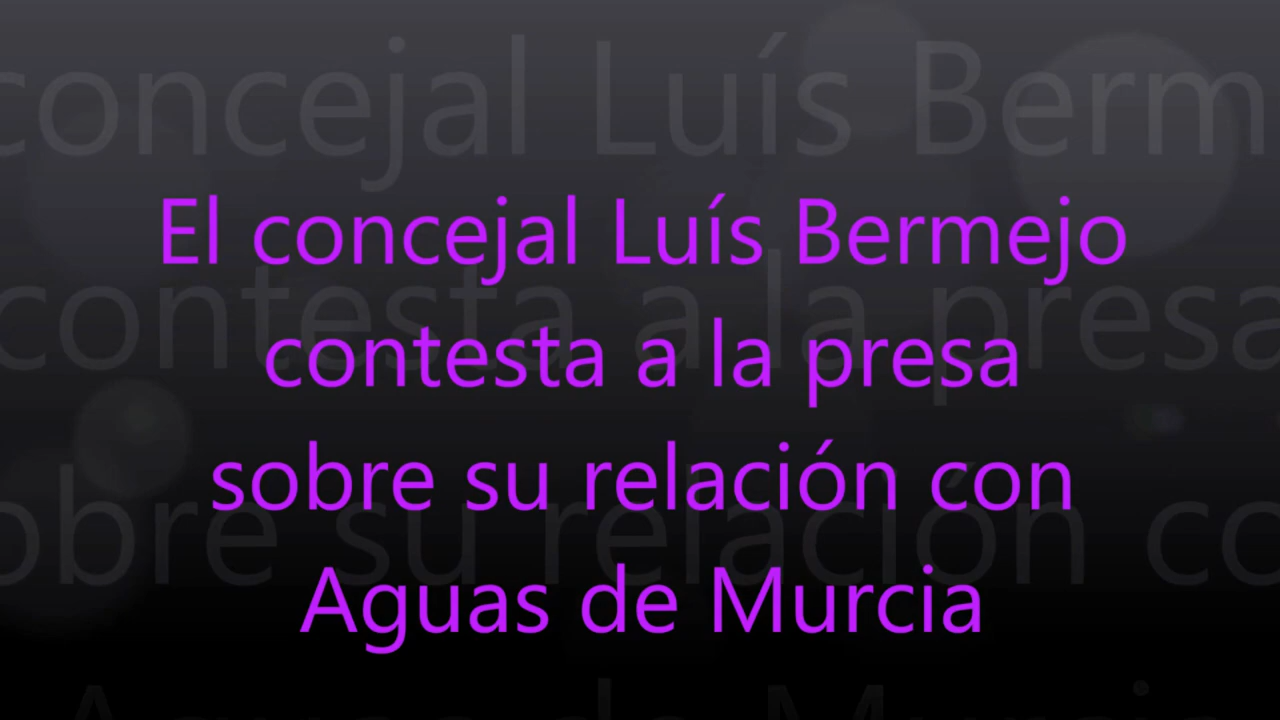 El concejal Luís Bermejo
contesta a la presa
sobre su relación con
Aguas de Murcia